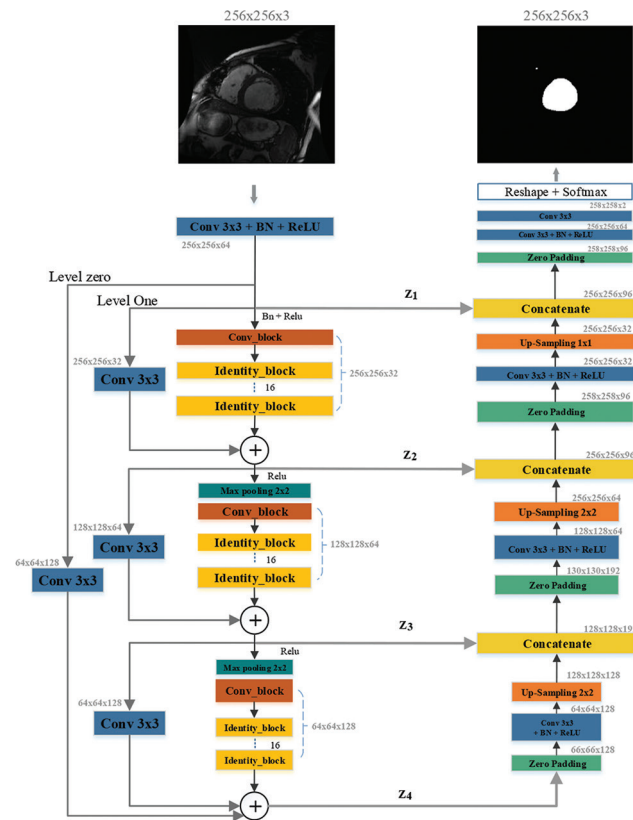 256x256x3
Conv 3x3 + BN + ReLU
256x256x64
Level zero
Level One
Bn + Relu
Conv_block
Identity_block
16
Identity_block
256x256x32
256x256x32
Conv 3x3
+
Relu
Max pooling 2x2
Conv_block
Identity_block
16
Identity_block
128x128x64
128x128x64
Conv 3x3
64x64x128
Conv 3x3
+
Relu
Max pooling 2x2
Conv_block
Identity_block
16
Identity_block
64x64x128
64x64x128
Conv 3x3
+
Z1
Z2
Z3
Z4
256x256x3
Reshape + Softmax
258x258x2
Conv 3x3
256x256x64
Conv 3x3 + BN + ReLU
258x258x96
Zero Padding
256x256x96
Concatenate
256x256x32
Up-Sampling 1x1
256x256x32
Conv 3x3 + BN + ReLU
258x258x96
Zero Padding
256x256x96
Concatenate
256x256x64
Up-Sampling 2x2
128x128x64
Conv 3x3 + BN + ReLU
130x130x192
Zero Padding
128x128x19
Concatenate
128x128x128
Up-Sampling 2x2
64x64x128
Conv 3x3
+ BN + ReLU
66x66x128
Zero Padding